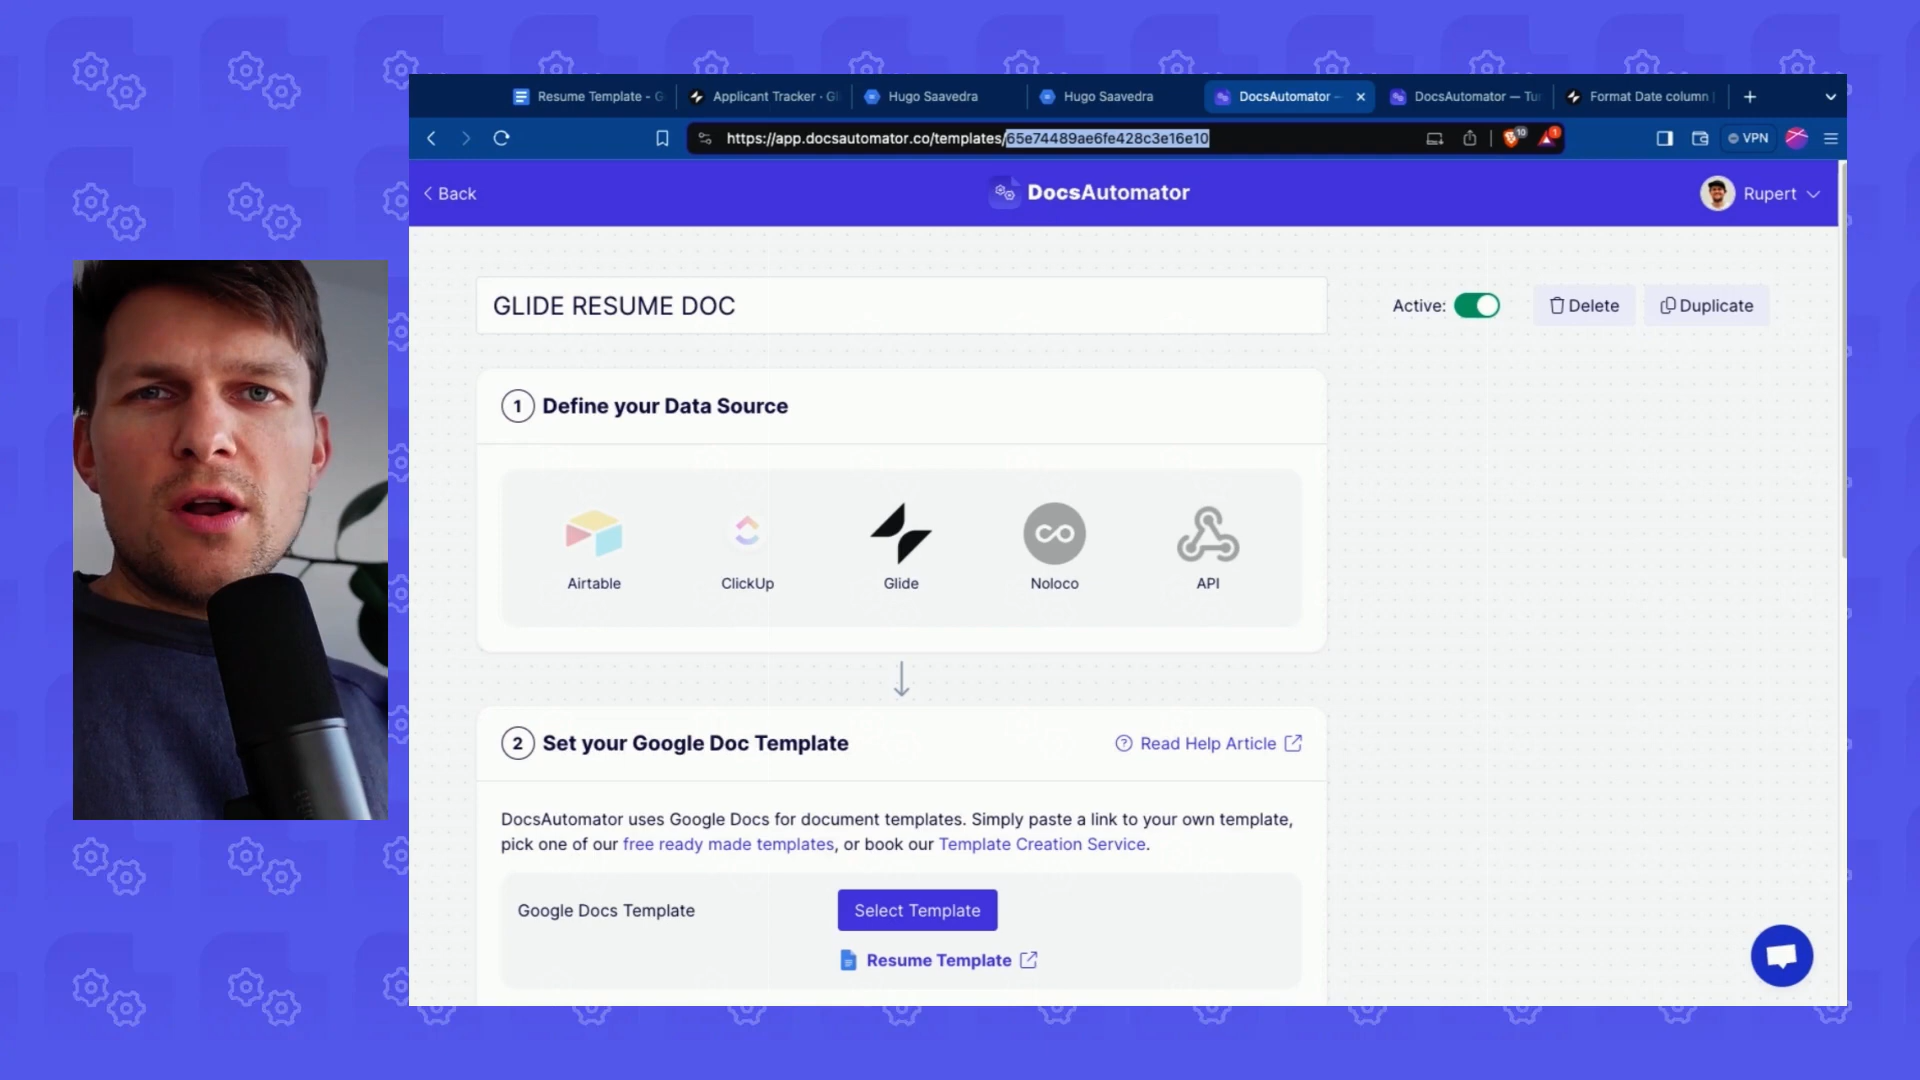 Resume Template - G
Applicant Tracker · Gl
Hugo Saavedra
Hugo Saavedra
DocsAutomator –
DocsAutomator — Tu
Format Date column
https://app.docsautomator.co/templates/65e74489ae6fe428c3e16e10
10
1
VPN
Back
DocsAutomator
Rupert
GLIDE RESUME DOC
Active:
Delete
Duplicate
1 Define your Data Source
Airtable
ClickUp
Glide
Noloco
API
2 Set your Google Doc Template
Read Help Article
DocsAutomator uses Google Docs for document templates. Simply paste a link to your own template,
pick one of our free ready made templates, or book our Template Creation Service.
Google Docs Template
Select Template
Resume Template